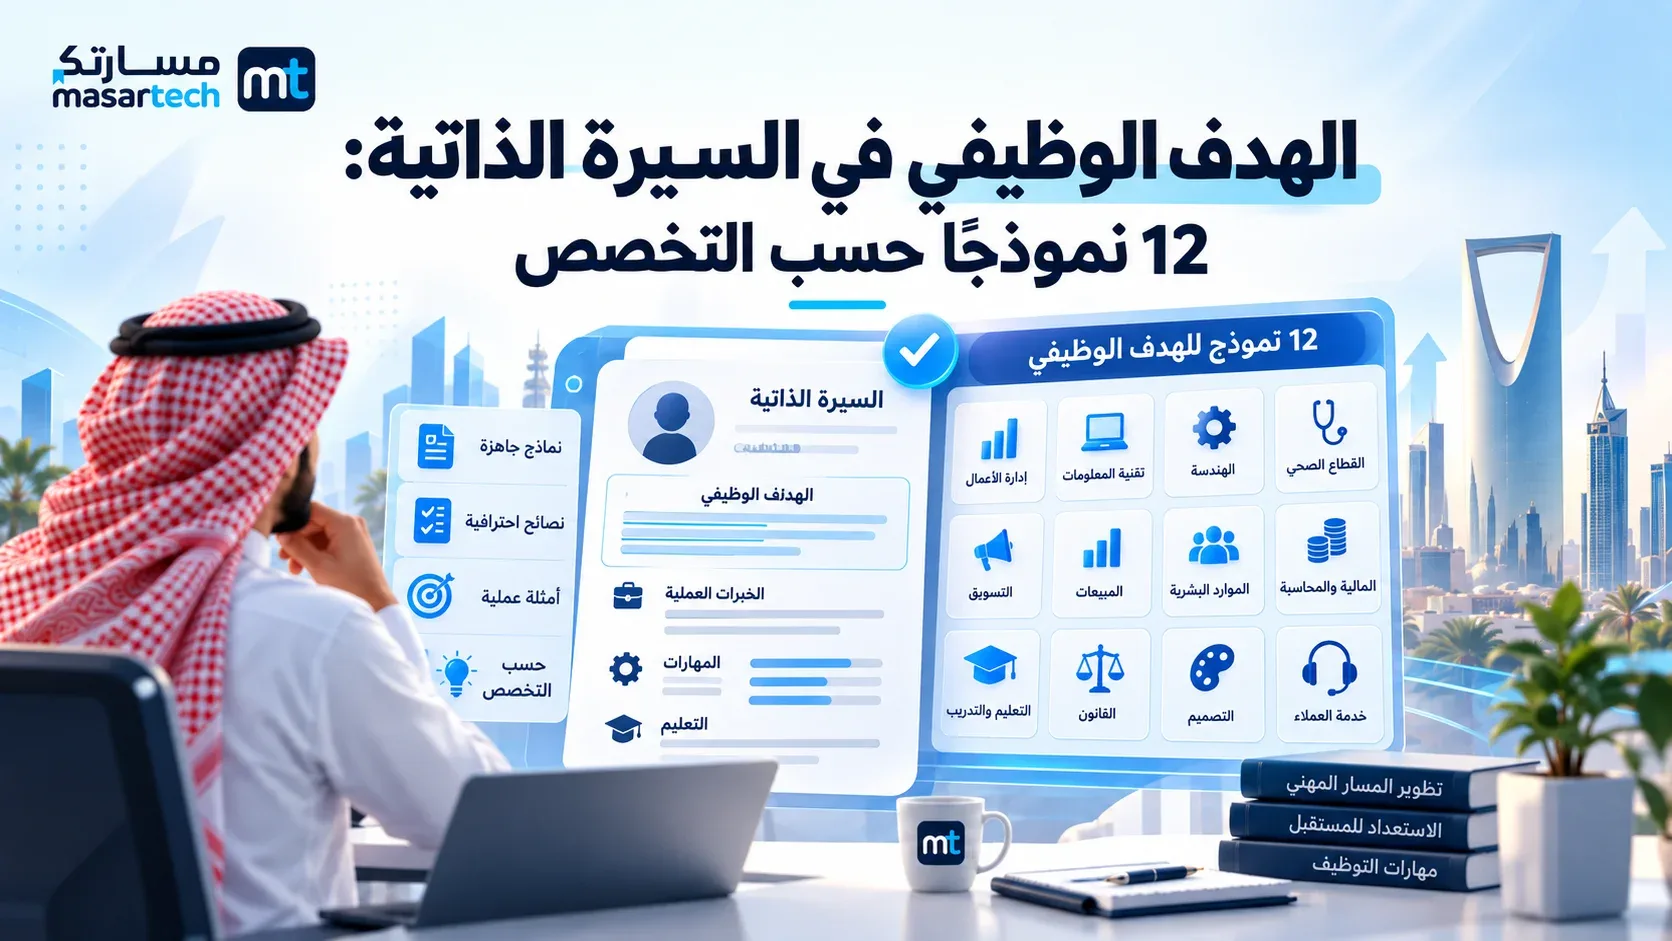 مسارتك
masartech
mt
الهدف الوظيفي في السيرة الذاتية:
12 نموذجًا حسب التخصص
12 نموذج للهدف الوظيفي
القطاع الصحي
الهندسة
تقنية المعلومات
إدارة الأعمال
المالية والمحاسبة
الموارد البشرية
المبيعات
التسويق
خدمة العملاء
التصميم
القانون
التعليم والتدريب
السيرة الذاتية
الهدف الوظيفي
الخبرات العملية
المهارات
التعليم
نماذج جاهزة
نصائح احترافية
أمثلة عملية
حسب
التخصص
mt
تطوير المسار المهني
الاستعداد للمستقبل
مهارات التوظيف